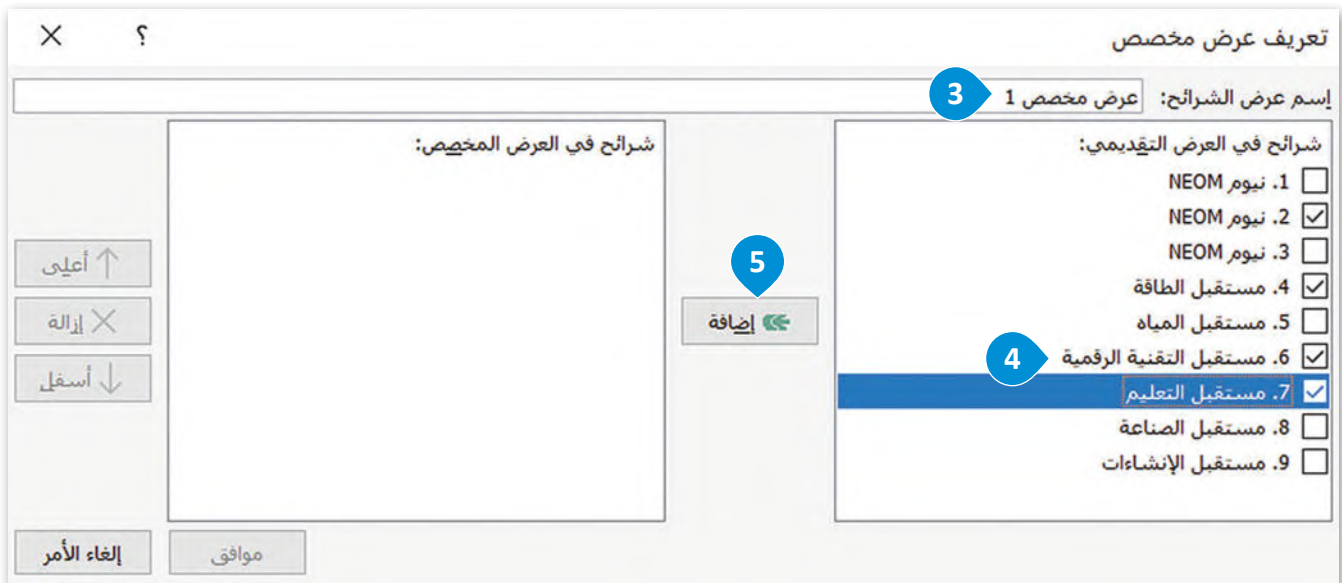 تعريف عرض مخصص
؟
إسم عرض الشرائح: عرض مخصص 1
3
شرائح في العرض التقديمي:
1. نيوم NEOM
2. نيوم NEOM
3. نيوم NEOM
4. مستقبل الطاقة
5. مستقبل المياه
6. مستقبل التقنية الرقمية
4
7. مستقبل التعليم
8. مستقبل الصناعة
9. مستقبل الإنشاءات
5
إضافة
شرائح في العرض المخصص:
أعلى
إزالة
أسفل
موافق
إلغاء الأمر